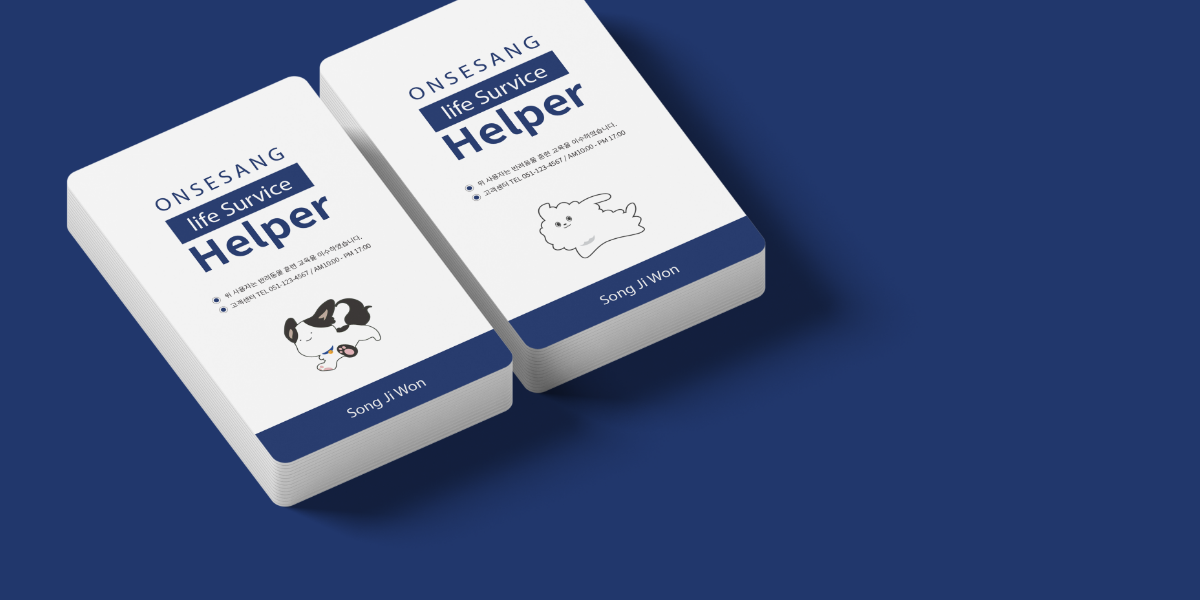 ONSESANG
life Survice
Helper
위 사용자는 반려동물 훈련 교육을 이수하였습니다.
고객센터 TEL 051-123-4567 / AM10:00 - PM 17:00
Song Ji Won
ONSESANG
life Survice
Helper
위 사용자는 반려동물 훈련 교육을 이수하였습니다.
고객센터 TEL 051-123-4567 / AM10:00 - PM 17:00
Song Ji Won